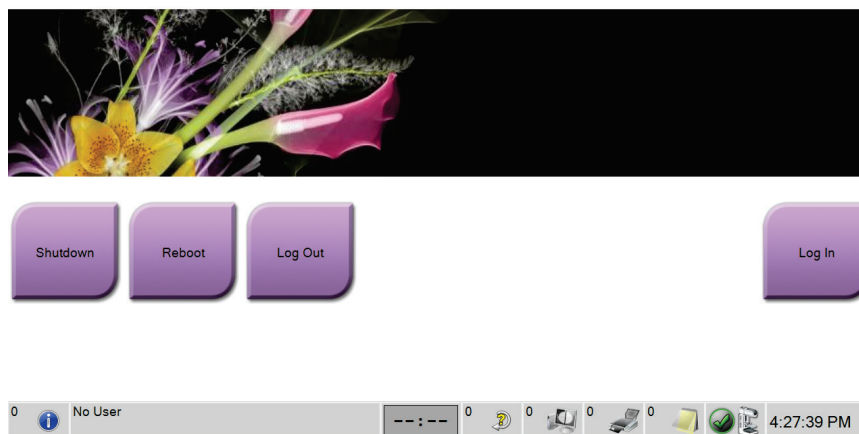 Shutdown
Reboot
Log Out
Log In
0
No User
--:--
0
0
0
0
4:27:39 PM